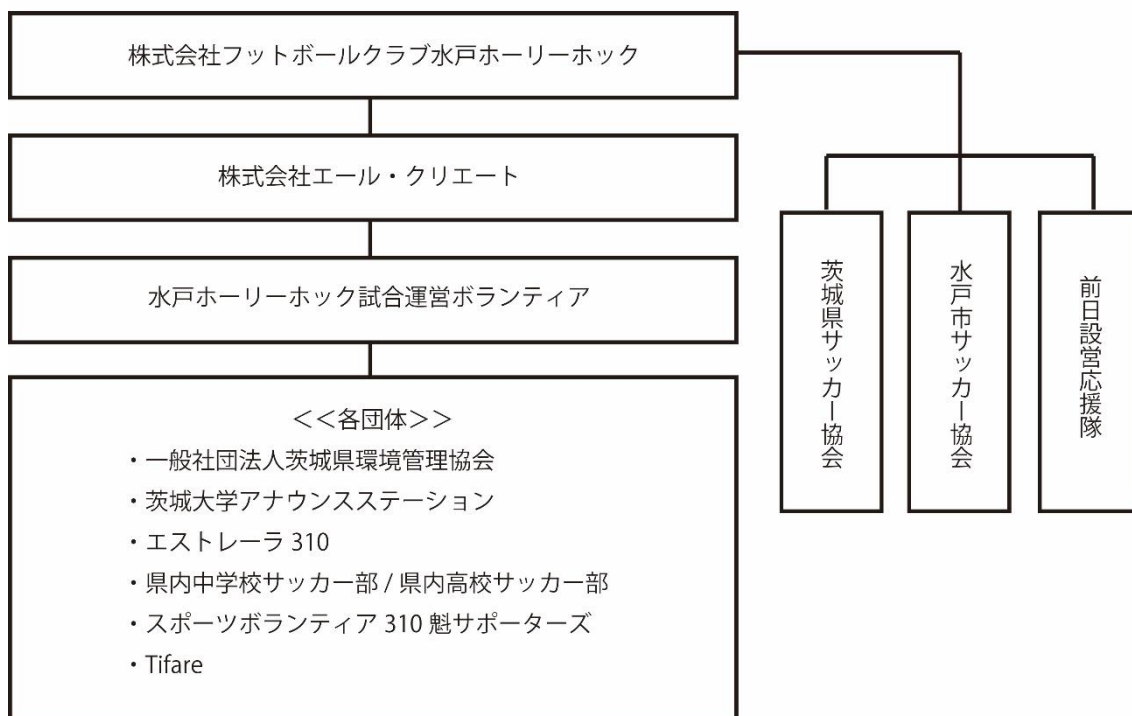 株式会社フットボールクラブ水戸ホーリーホック
株式会社エール・クリエート
水戸ホーリーホック試合運営ボランティア
<<各団体>>
・一般社団法人茨城県環境管理協会
・茨城大学アナウンスステーション
・エストレーラ 310
・県内中学校サッカー部 / 県内高校サッカー部
・スポーツボランティア 310 魁サポーターズ
・Tifare
茨城県サッカー協会
水戸市サッカー協会
前日設営応援隊